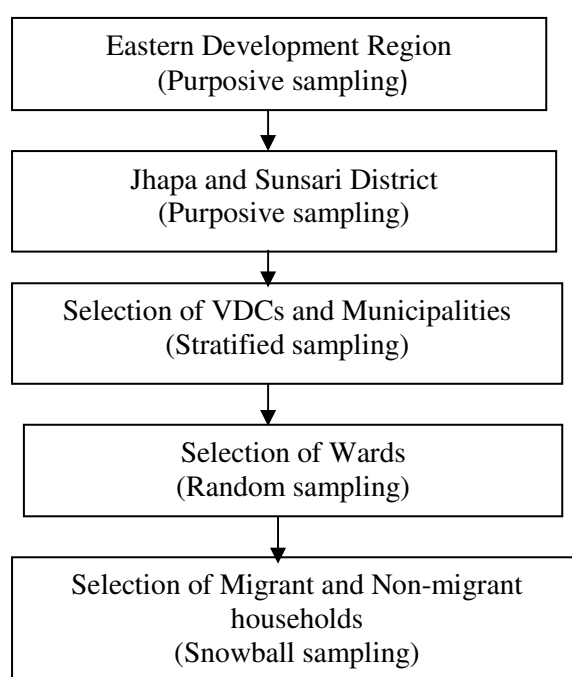 Eastern Development Region
(Purposive sampling)
Jhapa and Sunsari District
(Purposive sampling)
Selection of VDCs and Municipalities
(Stratified sampling)
Selection of Wards
(Random sampling)
Selection of Migrant and Non-migrant
households
(Snowball sampling)